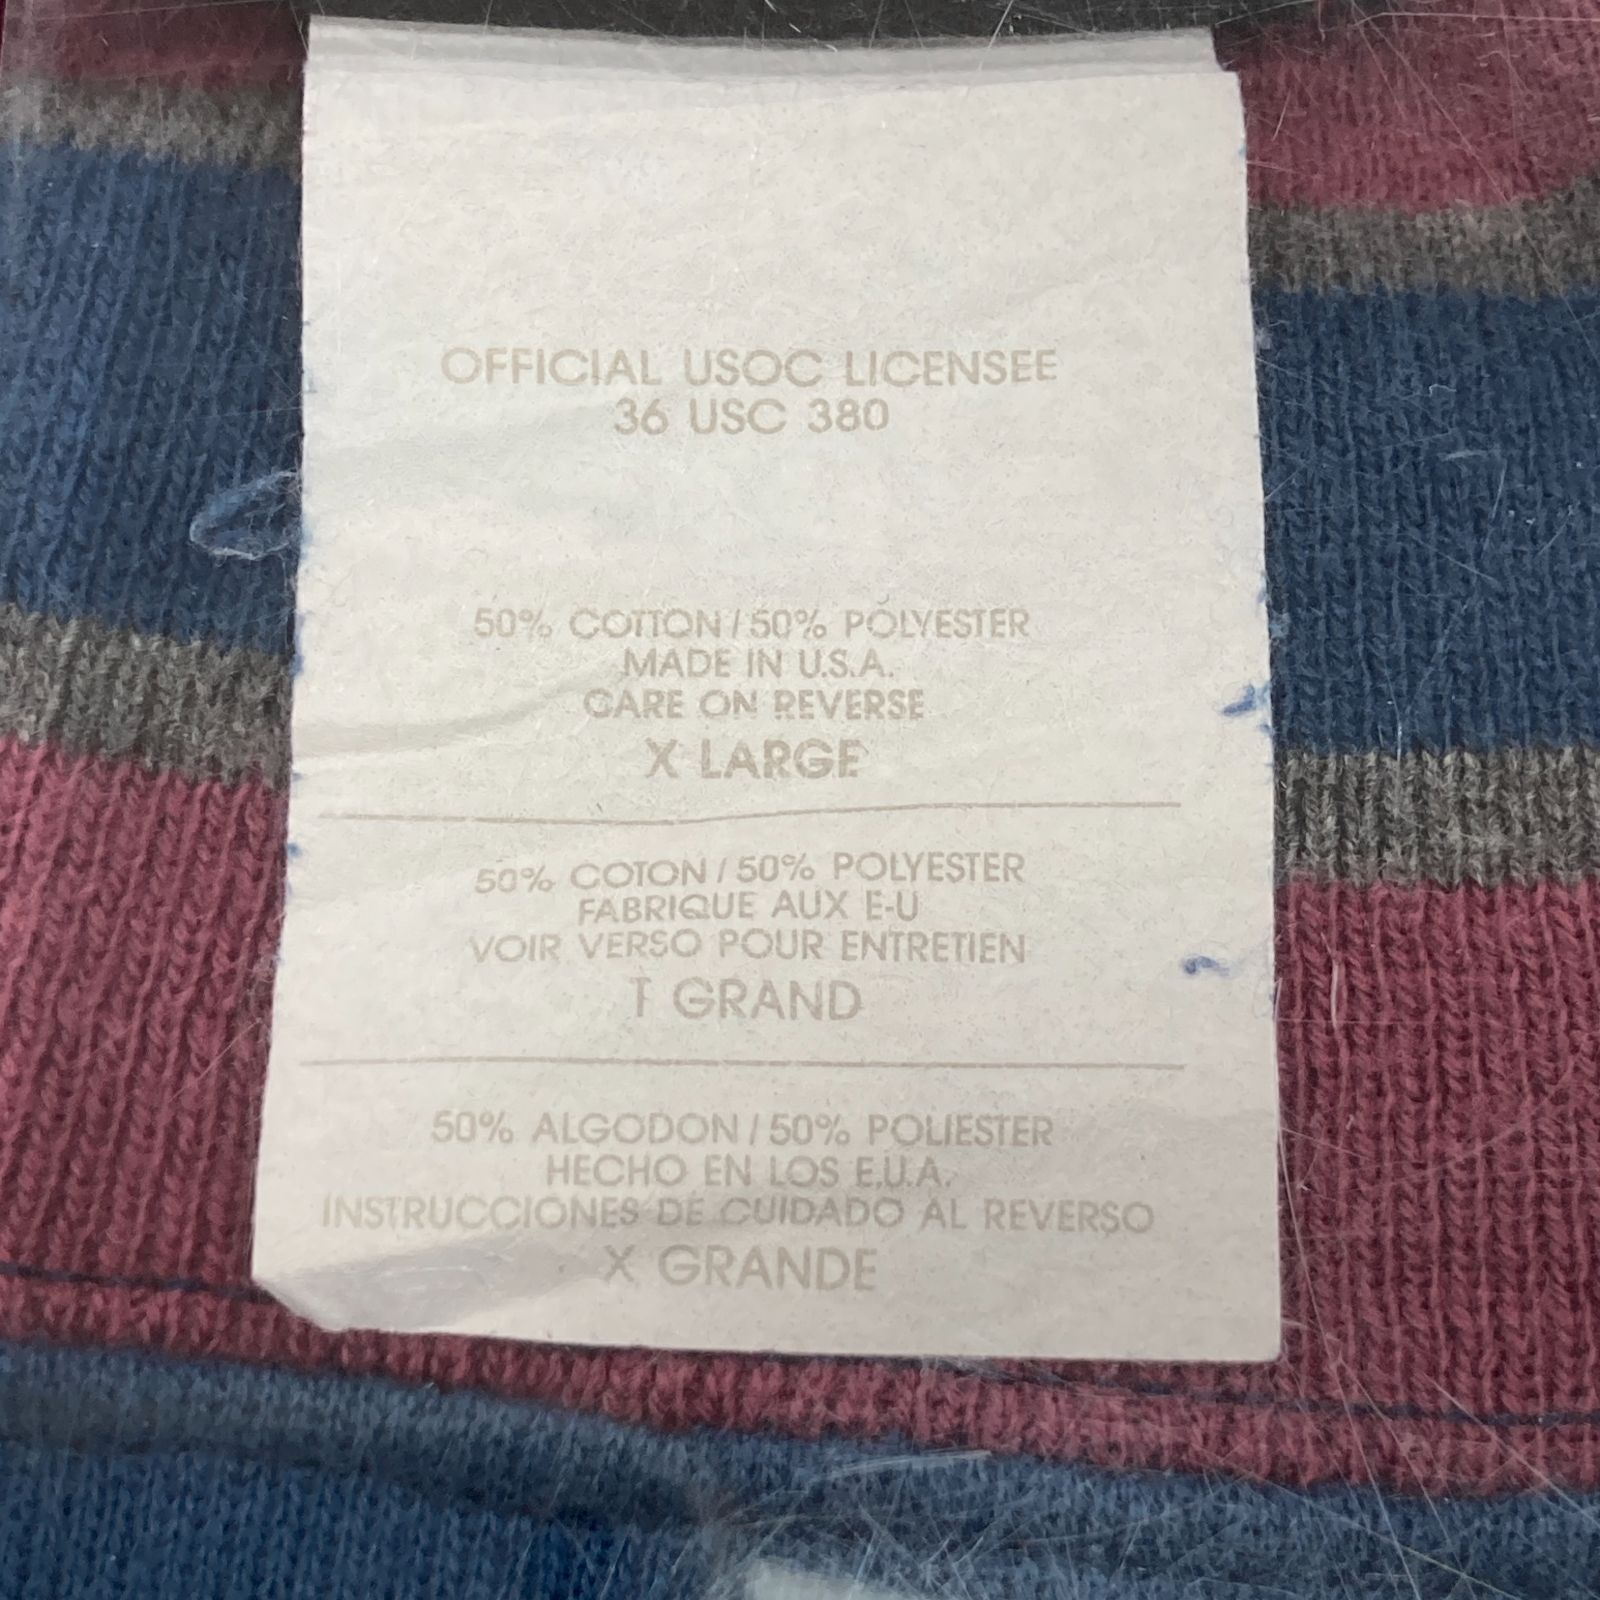 OFFICIAL USOC LICENSEE
36 USC 380
50% COTTON / 50% POLYESTER
MADE IN U.S.A.
CARE ON REVERSE
X LARGE
50% COTON / 50% POLYESTER
FABRIQUE AUX E-U
VOIR VERSO POUR ENTRETIEN
T GRAND
50% ALGODON / 50% POLIESTER
HECHO EN LOS E.U.A.
INSTRUCCIONES DE CUIDADO AL REVERSO
X GRANDE